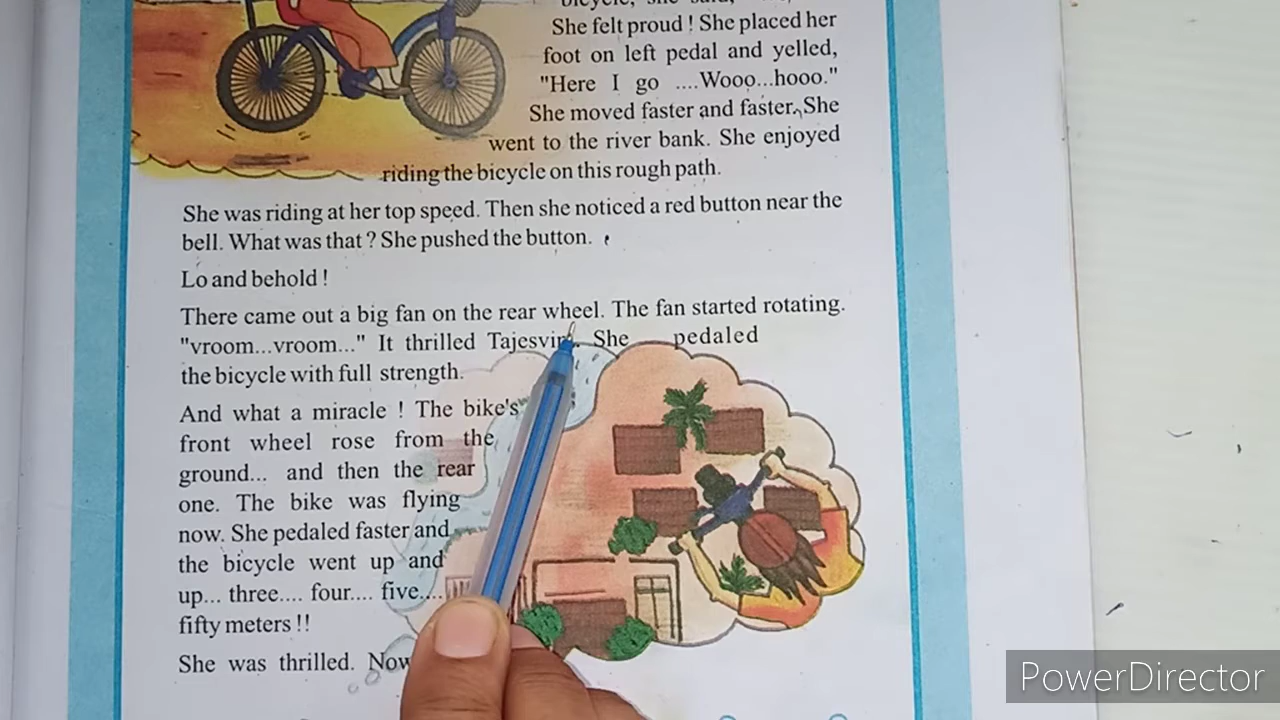 bicycle, she said,
She felt proud ! She placed her
foot on left pedal and yelled,
"Here I go ....Wooo...hooo."
She moved faster and faster. She
went to the river bank. She enjoyed
riding the bicycle on this rough path.
She was riding at her top speed. Then she noticed a red button near the
bell. What was that ? She pushed the button.
Lo and behold !
There came out a big fan on the rear wheel. The fan started rotating.
"vroom...vroom..." It thrilled She pedaled
the bicycle with full strength.
And what a miracle ! The bike's
front wheel rose from the
ground... and then the rear
one. The bike was flying
now. She pedaled faster and
the bicycle went up and
up... three.... four.... five....
fifty meters !!
She was thrilled. Now
PowerDirector